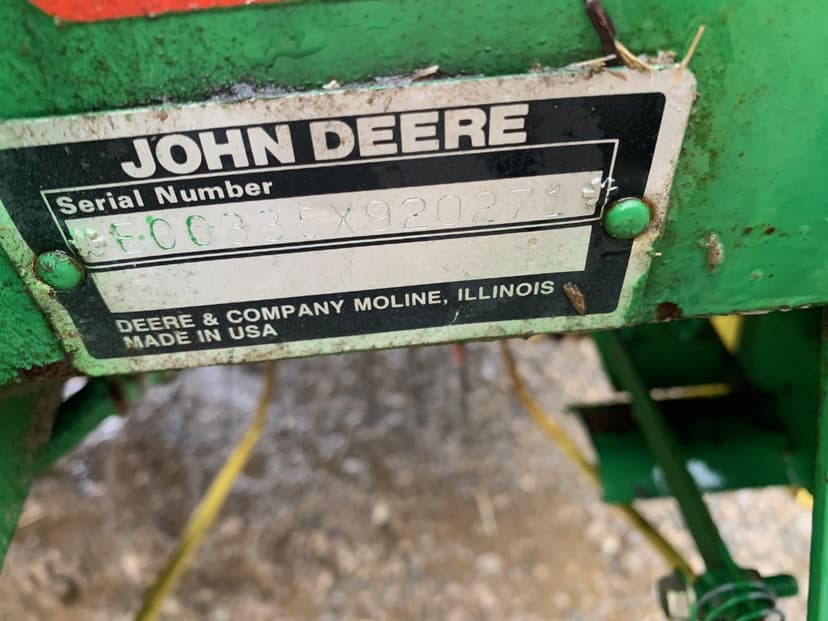 JOHN DEERE
Serial Number
*E00335X920271*
DEERE & COMPANY MOLINE, ILLINOIS
MADE IN USA